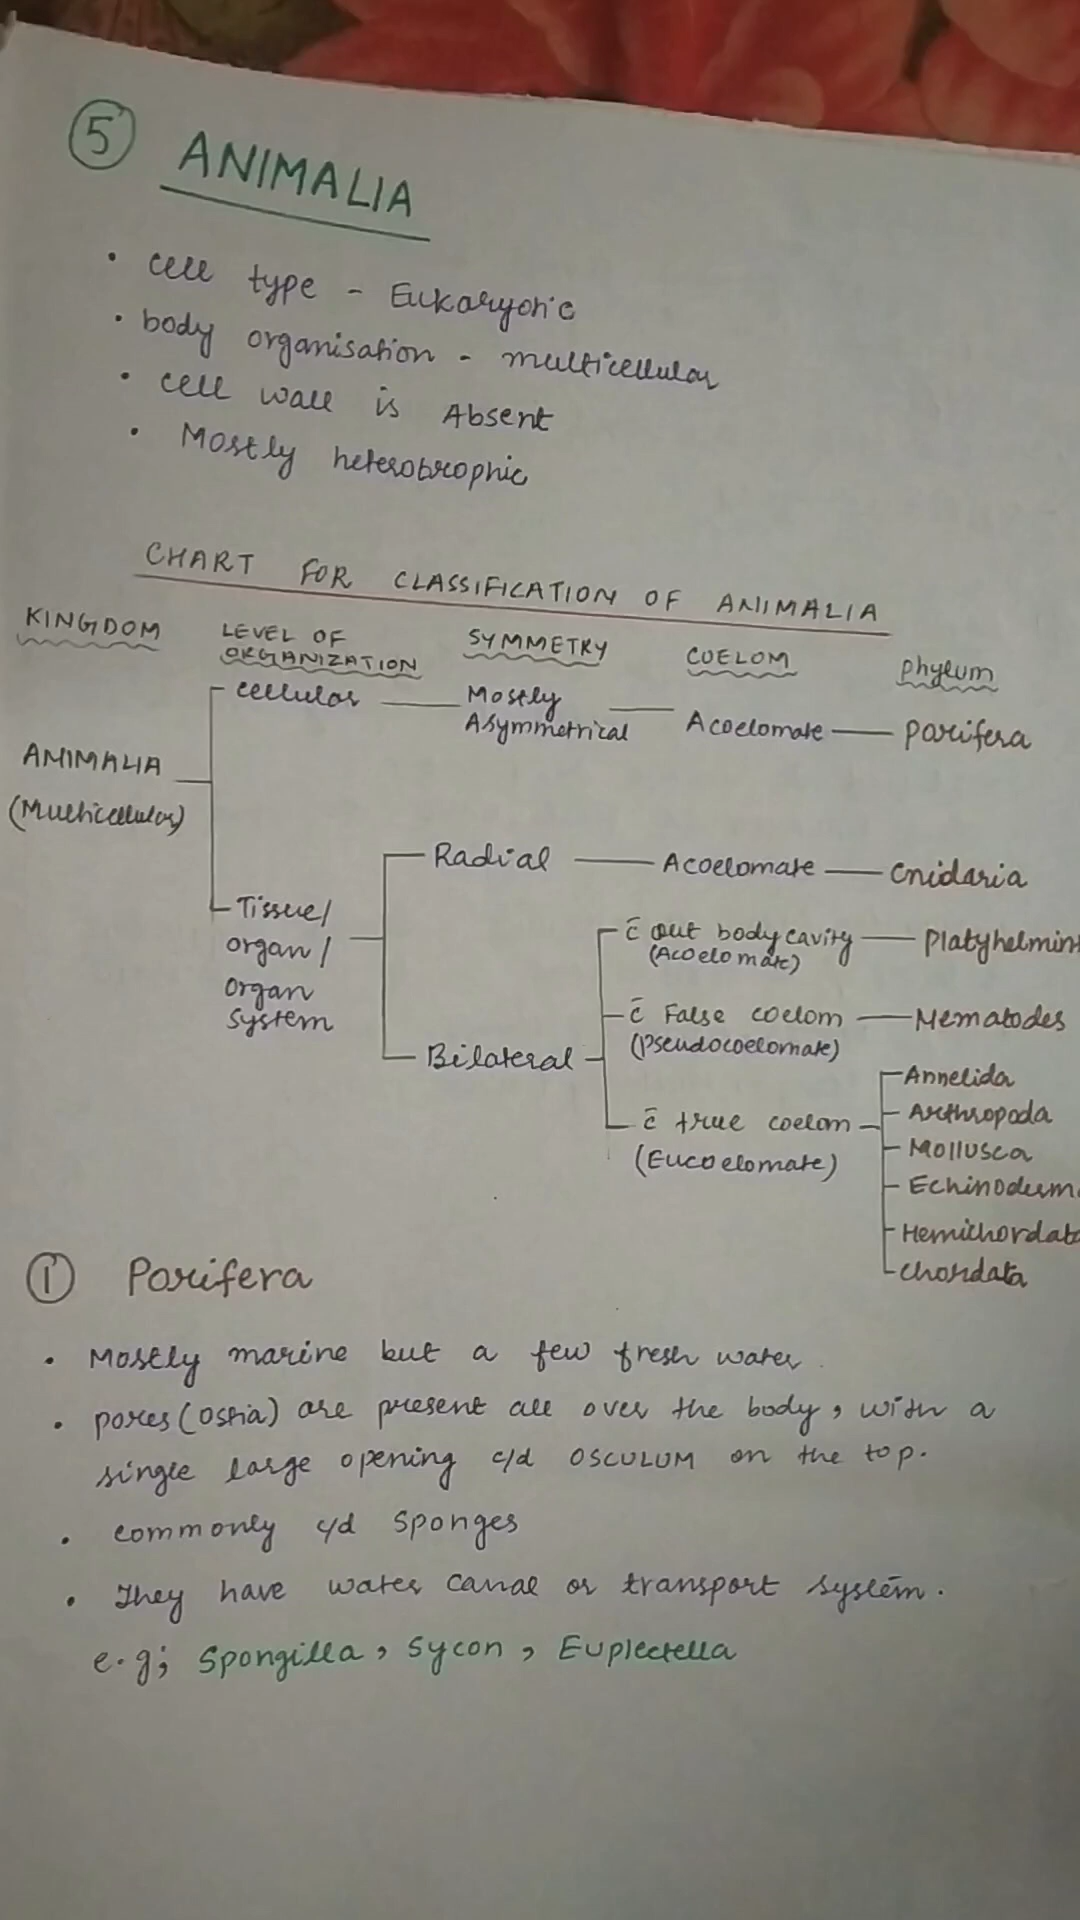 5 ANIMALIA
• cell type - Eukaryotic
• body organisation - multicellular
• cell wall is Absent
• Mostly heterotrophic
CHART FOR CLASSIFICATION OF ANIMALIA
KINGDOM LEVEL OF ORGANIZATION SYMMETRY COELOM Phylum
cellular Mostly Asymmetrical Acoelomate Porifera
ANIMALIA
(Multicellular)
Radial Acoelomate Cnidaria
Tissue/
organ/
organ
system
c̄ out body cavity Platyhelmint
(Acoelomate)
c̄ False coelom Nematodes
(Pseudocoelomate)
Bilateral
Annelida
Arthropoda
c̄ true coelom
(Eucoelomate)
Mollusca
Echinoderm
Hemichordat
Chordata
1 Porifera
• Mostly marine but a few fresh water.
• pores (ostia) are present all over the body, with a
single large opening c/d OSCULUM on the top.
• commonly c/d sponges
• They have water canal or transport system.
e.g; Spongilla, Sycon, Euplectella